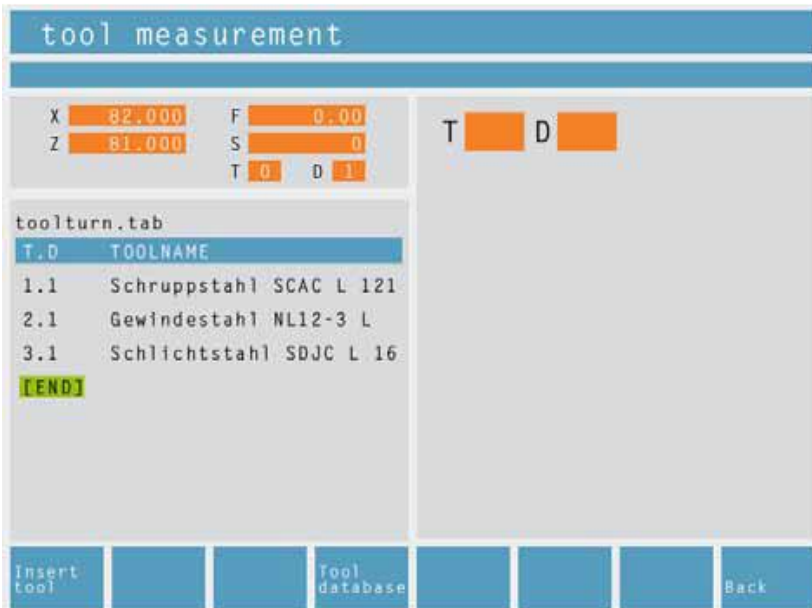 tool measurement
X 82.000 F 0.00
Z 81.000 S 0
T 0 D 1
T D
toolturn.tab
T.D TOOLNAME
1.1 Schruppstahl SCAC L 121
2.1 Gewindestahl NL12-3 L
3.1 Schlichtstahl SDJC L 16
[END]
Insert tool
Tool database
Back